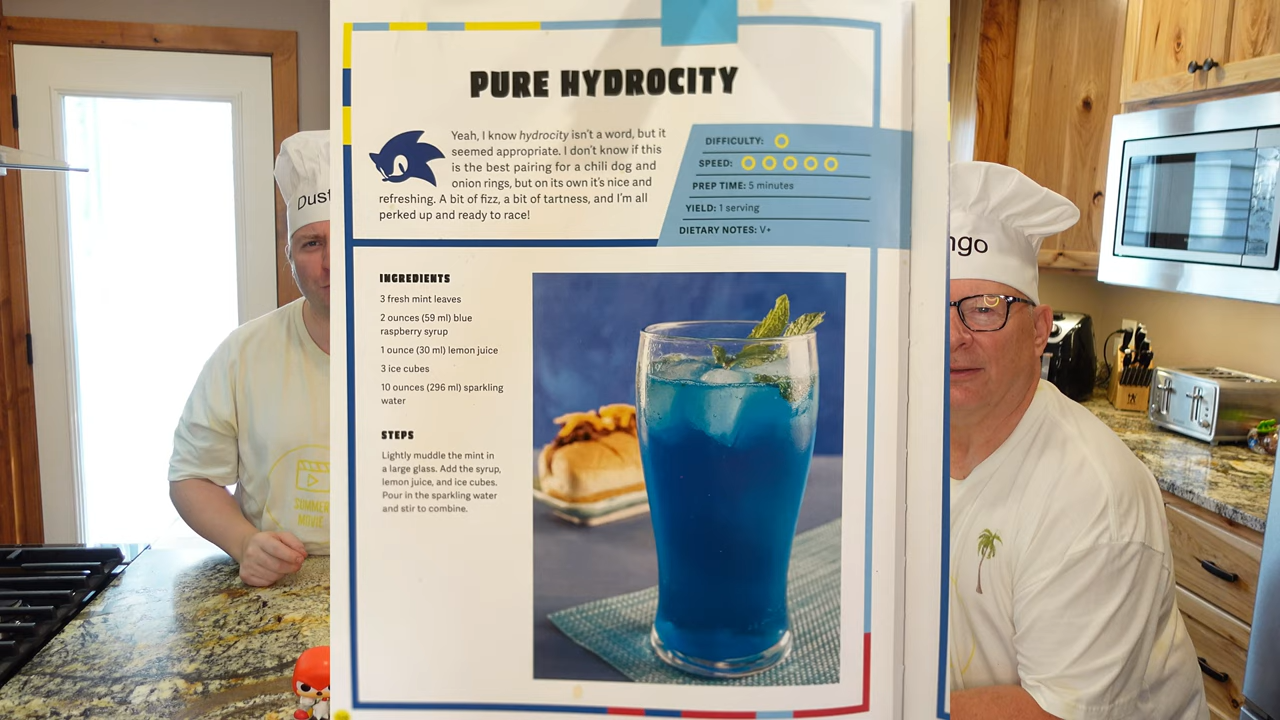 PURE HYDROCITY
Yeah, I know hydrocity isn't a word, but it
seemed appropriate. I don't know if this
is the best pairing for a chili dog and
onion rings, but on its own it's nice and
refreshing. A bit of fizz, a bit of tartness, and I'm all
perked up and ready to race!
DIFFICULTY:
SPEED:
PREP TIME: 5 minutes
YIELD: 1 serving
DIETARY NOTES: V+
INGREDIENTS
3 fresh mint leaves
2 ounces (59 ml) blue
raspberry syrup
1 ounce (30 ml) lemon juice
3 ice cubes
10 ounces (296 ml) sparkling
water
STEPS
Lightly muddle the mint in
a large glass. Add the syrup,
lemon juice, and ice cubes.
Pour in the sparkling water
and stir to combine.
Dust
SUMMER
MOVIE
ngo